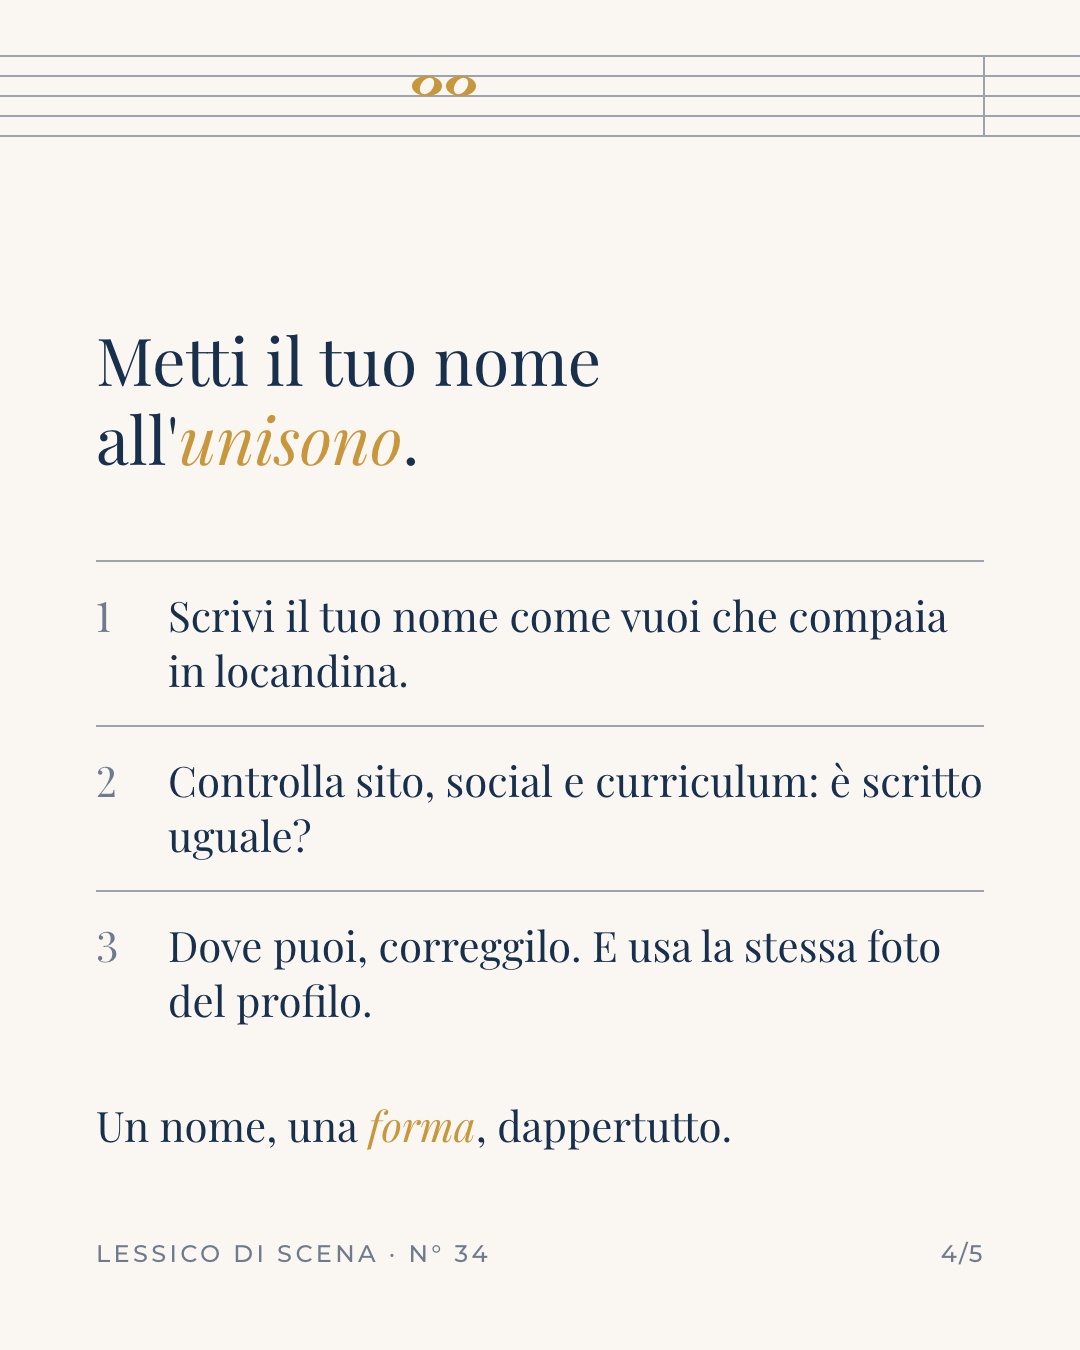 Metti il tuo nome
all'unisono.
1 Scrivi il tuo nome come vuoi che compaia
in locandina.
2 Controlla sito, social e curriculum: è scritto
uguale?
3 Dove puoi, correggilo. E usa la stessa foto
del profilo.
Un nome, una forma, dappertutto.
LESSICO DI SCENA · N° 34 4/5